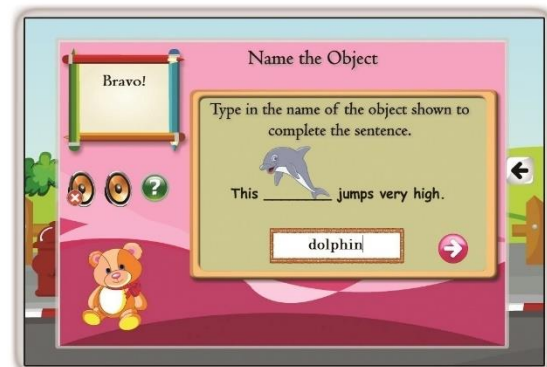 Name the Object
Bravo!
Type in the name of the object shown to
complete the sentence.
This ________ jumps very high.
dolphin
?